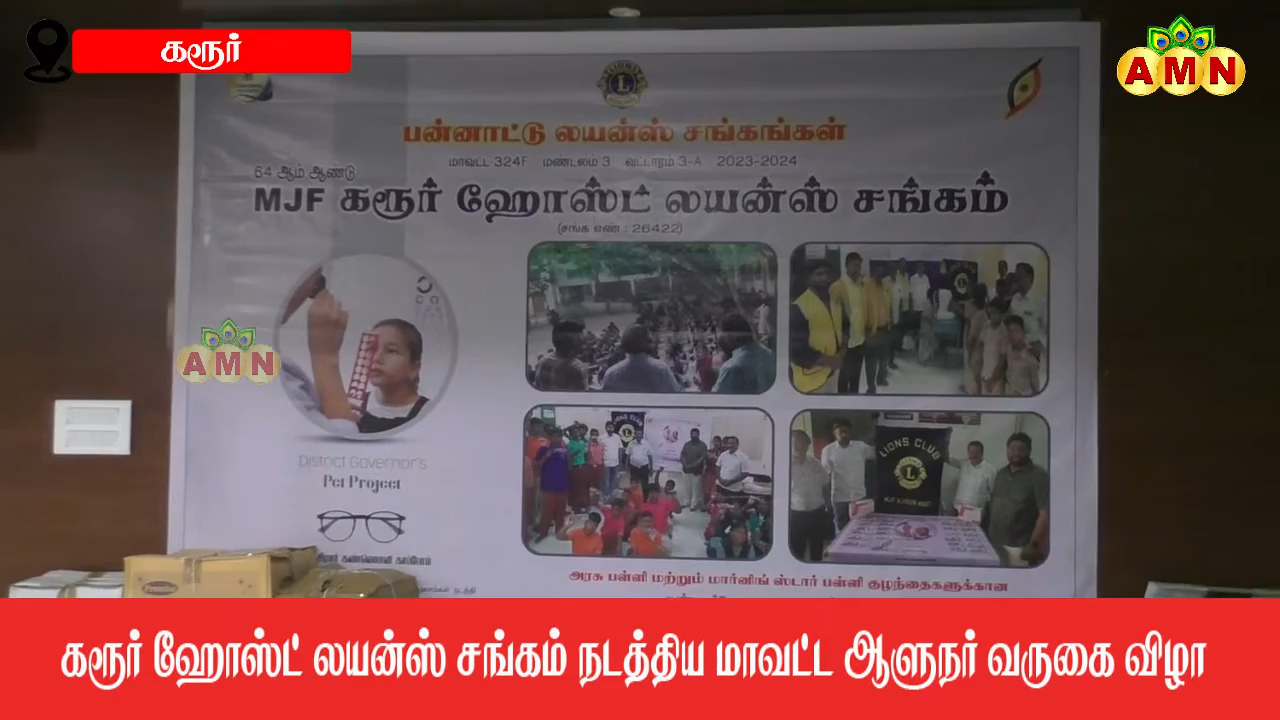 கரூர்
AMN
LIONS
L
பன்னாட்டு லயன்ஸ் சங்கங்கள்
மாவட்ட 324F மண்டலம் 3 வட்டாரம் 3-A 2023-2024
64 ஆம் ஆண்டு
MJF கரூர் ஹோஸ்ட் லயன்ஸ் சங்கம்
(சங்க எண் : 26422)
AMN
District Governor's
Pet Project
LIONS CLUB
L
அரசு பள்ளி மற்றும் மார்னிங் ஸ்டார் பள்ளி குழந்தைகளுக்கான
கரூர் ஹோஸ்ட் லயன்ஸ் சங்கம் நடத்திய மாவட்ட ஆளுநர் வருகை விழா